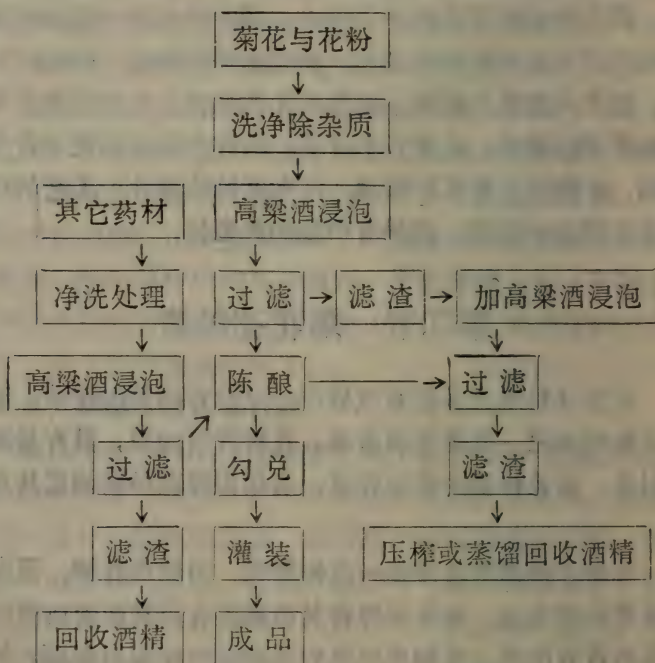 菊花与花粉
洗净除杂质
其它药材 高梁酒浸泡
净洗处理 过滤 滤渣 加高梁酒浸泡
高梁酒浸泡 陈酿 过滤
过滤 勾兑 滤渣
滤渣 灌装 压榨或蒸馏回收酒精
回收酒精 成品